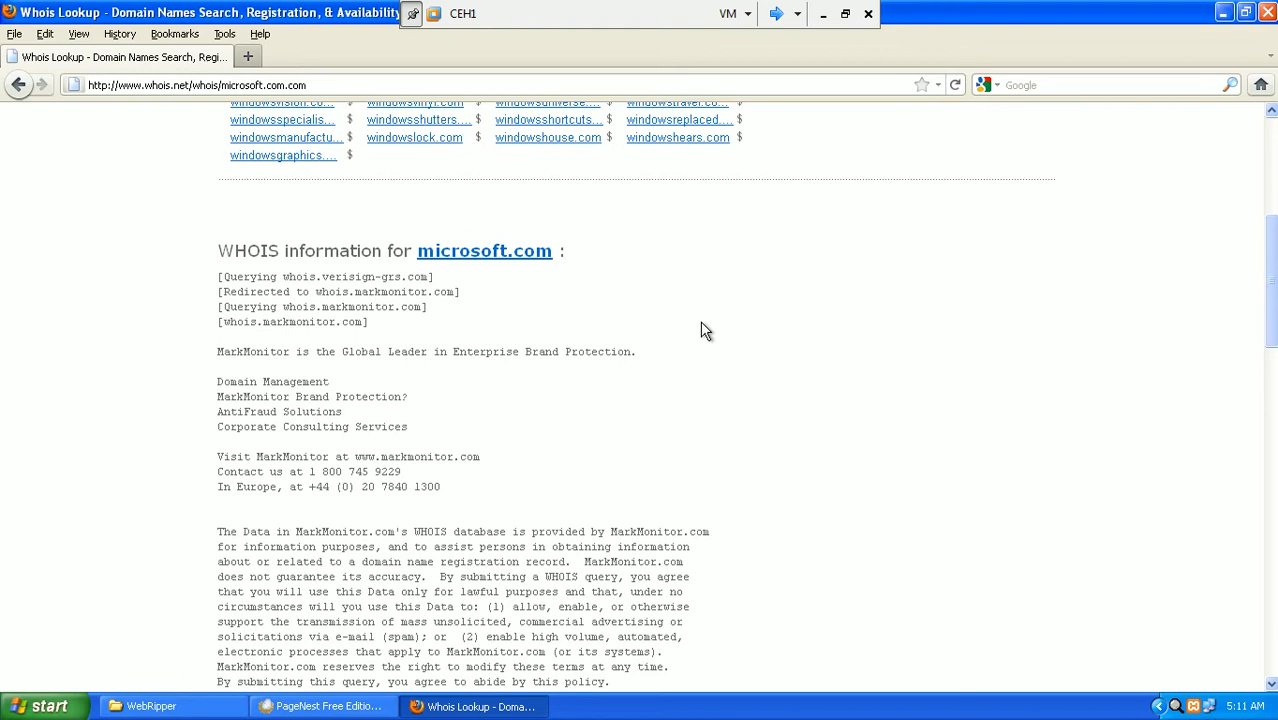 Whois Lookup - Domain Names Search, Registration, & Availability
CEH1
VM
File Edit View History Bookmarks Tools Help
Whois Lookup - Domain Names Search, Regi...
http://www.whois.net/whois/microsoft.com.com
Google
windowsvision.co... windowsvinyl.com $ windowsuniverse.... windowstravel.co... $
windowsspecialis... windowsshutters.... $ windowsshortcuts... windowsreplaced.... $
windowsmanufactu... $ windowslock.com $ windowshouse.com windowshears.com $
windowsgraphics.... $
WHOIS information for microsoft.com :
[Querying whois.verisign-grs.com]
[Redirected to whois.markmonitor.com]
[Querying whois.markmonitor.com]
[whois.markmonitor.com]
MarkMonitor is the Global Leader in Enterprise Brand Protection.
Domain Management
MarkMonitor Brand Protection?
AntiFraud Solutions
Corporate Consulting Services
Visit MarkMonitor at www.markmonitor.com
Contact us at 1 800 745 9229
In Europe, at +44 (0) 20 7840 1300
The Data in MarkMonitor.com's WHOIS database is provided by MarkMonitor.com
for information purposes, and to assist persons in obtaining information
about or related to a domain name registration record. MarkMonitor.com
does not guarantee its accuracy. By submitting a WHOIS query, you agree
that you will use this Data only for lawful purposes and that, under no
circumstances will you use this Data to: (1) allow, enable, or otherwise
support the transmission of mass unsolicited, commercial advertising or
solicitations via e-mail (spam); or (2) enable high volume, automated,
electronic processes that apply to MarkMonitor.com (or its systems).
MarkMonitor.com reserves the right to modify these terms at any time.
By submitting this query, you agree to abide by this policy.
start WebRipper PageNest Free Editio... Whois Lookup - Doma... 5:11 AM